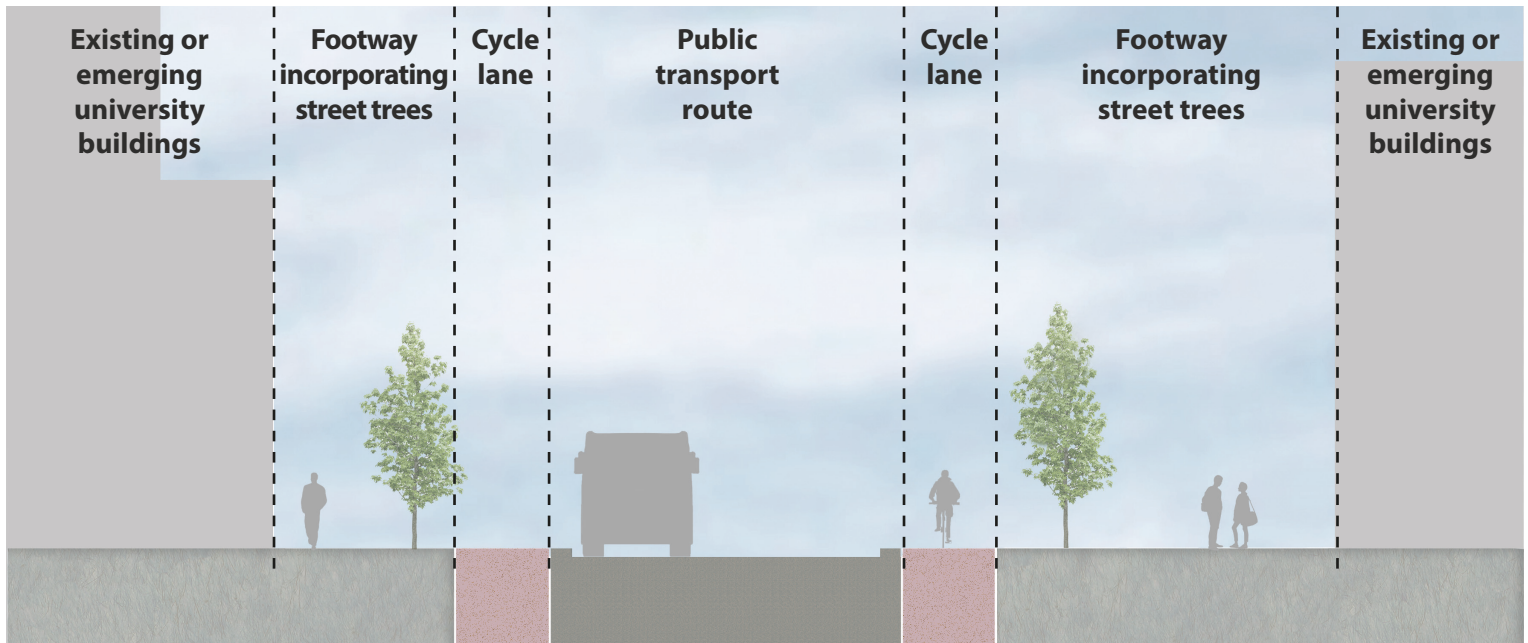 Existing or
emerging
university
buildings
Footway
incorporating
street trees
Cycle
lane
Public
transport
route
Cycle
lane
Footway
incorporating
street trees
Existing or
emerging
university
buildings